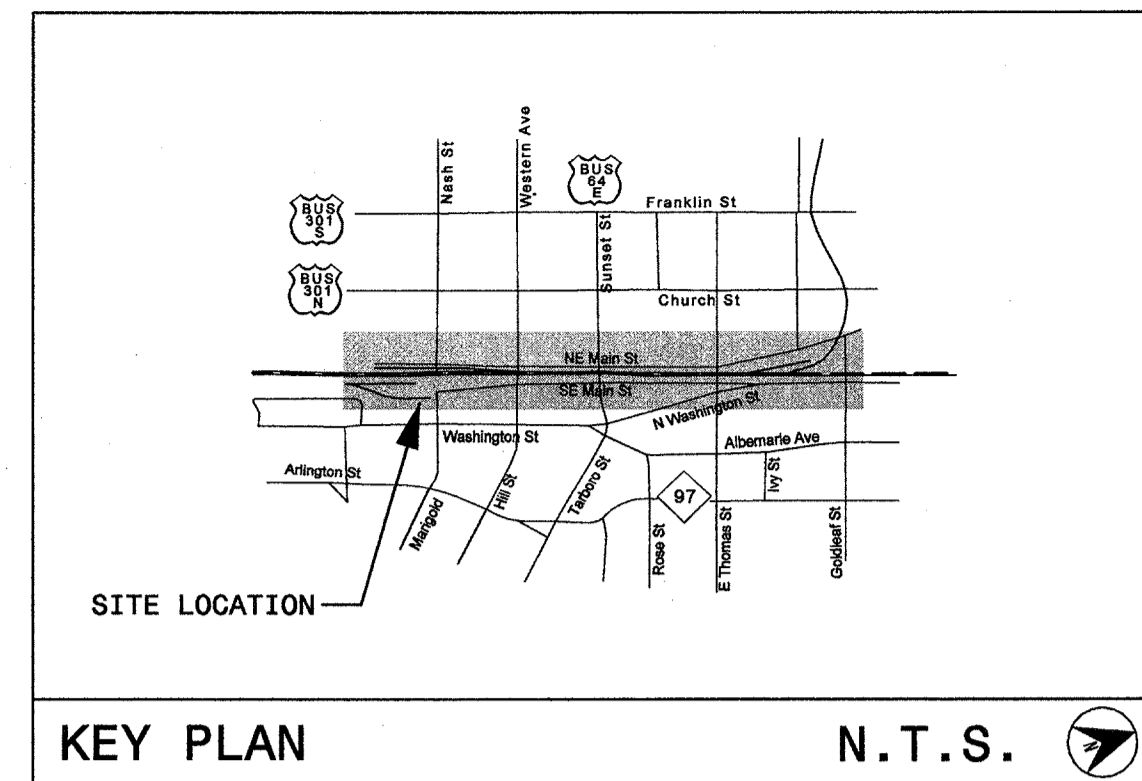 Nash St
Western Ave
BUS
64
E
Sunset St
Franklin St
BUS
301
S
BUS
301
N
Church St
NE Main St
SE Main St
N Washington St
Washington St
Albemarle Ave
Arlington St
Marigold
Hill St
Tarboro St
97
Rose St
E Thomas St
Ivy St
Goldleaf St
SITE LOCATION
KEY PLAN
N.T.S.
N